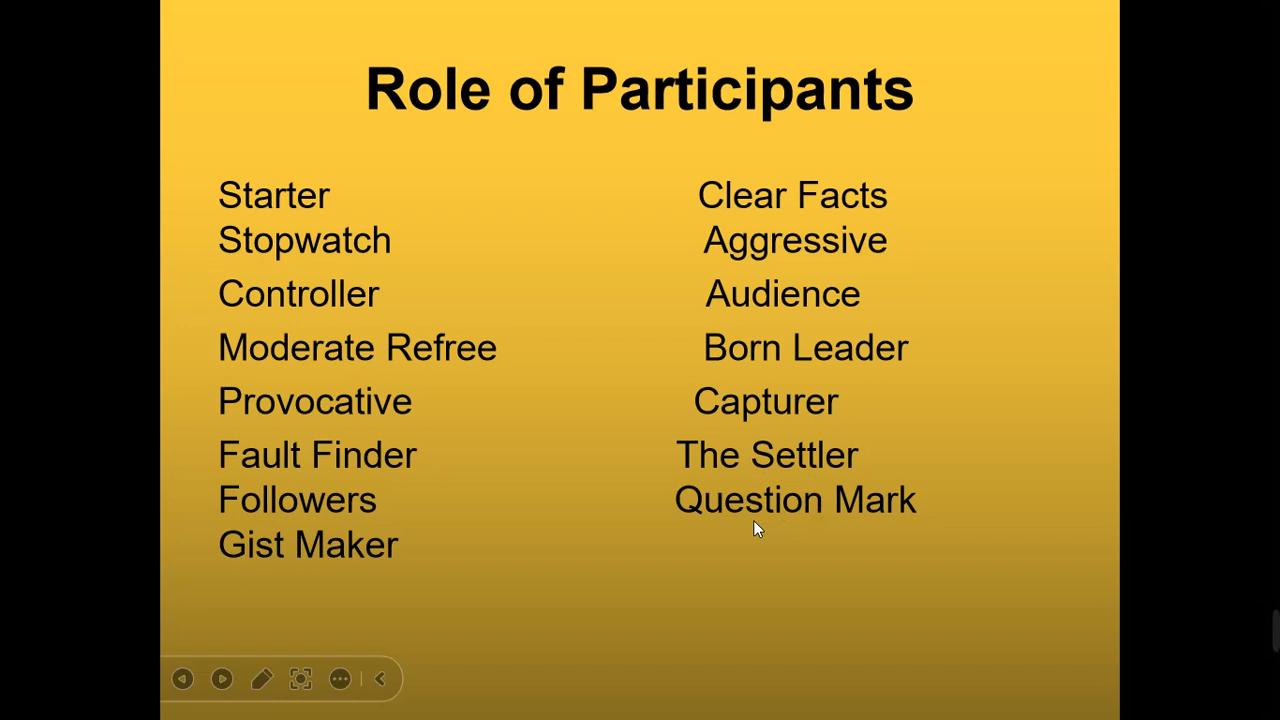 Role of Participants
Starter Clear Facts
Stopwatch Aggressive
Controller Audience
Moderate Refree Born Leader
Provocative Capturer
Fault Finder The Settler
Followers Question Mark
Gist Maker